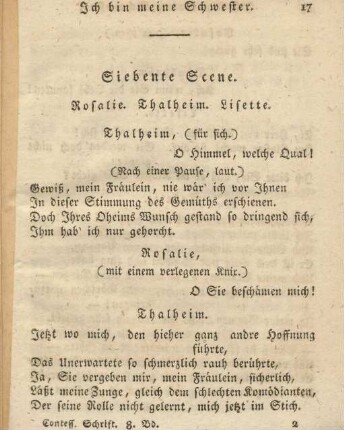 Ich bin meine Schwester. 17
Siebente Scene.
Rosalie. Thalheim. Lisette.
Thalheim, (für sich.)
O Himmel, welche Qual!
(Nach einer Pause, laut.)
Gewiß, mein Fräulein, nie wär' ich vor Ihnen
In dieser Stimmung des Gemüths erschienen.
Doch Ihres Oheims Wunsch gestand so dringend sich,
Ihm hab' ich nur gehorcht.
Rosalie,
(mit einem verlegenen Knix.)
O Sie beschämen mich!
Thalheim.
Jetzt wo mich, den hieher ganz andre Hoffnung
führte,
Das Unerwartete so schmerzlich rauh berührte,
Ja, Sie vergeben mir, mein Fräulein, sicherlich,
Läßt meine Zunge, gleich dem schlechten Komödianten,
Der seine Rolle nicht gelernt, mich jetzt im Stich.
Contess. Schrift. 8. Bd. 2